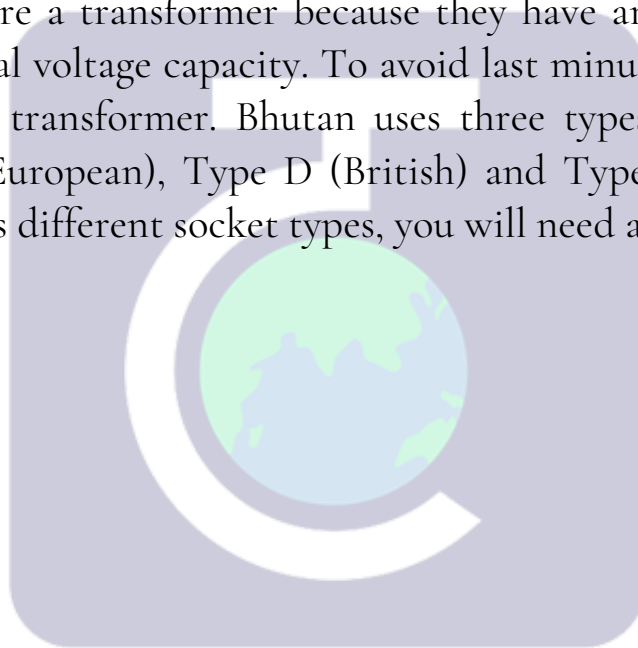 re a transformer because they have an
al voltage capacity. To avoid last minu
transformer. Bhutan uses three type
European), Type D (British) and Type
s different socket types, you will need a